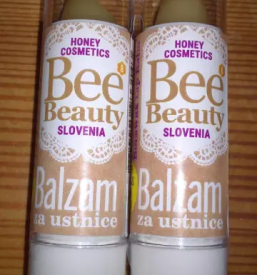 HONEY
COSMETICS
Bee
Beauty
SLOVENIA
Balzam
za ustnice
HONEY
COSMETICS
Bee
Beauty
SLOVENIA
Balzam
za ustnice